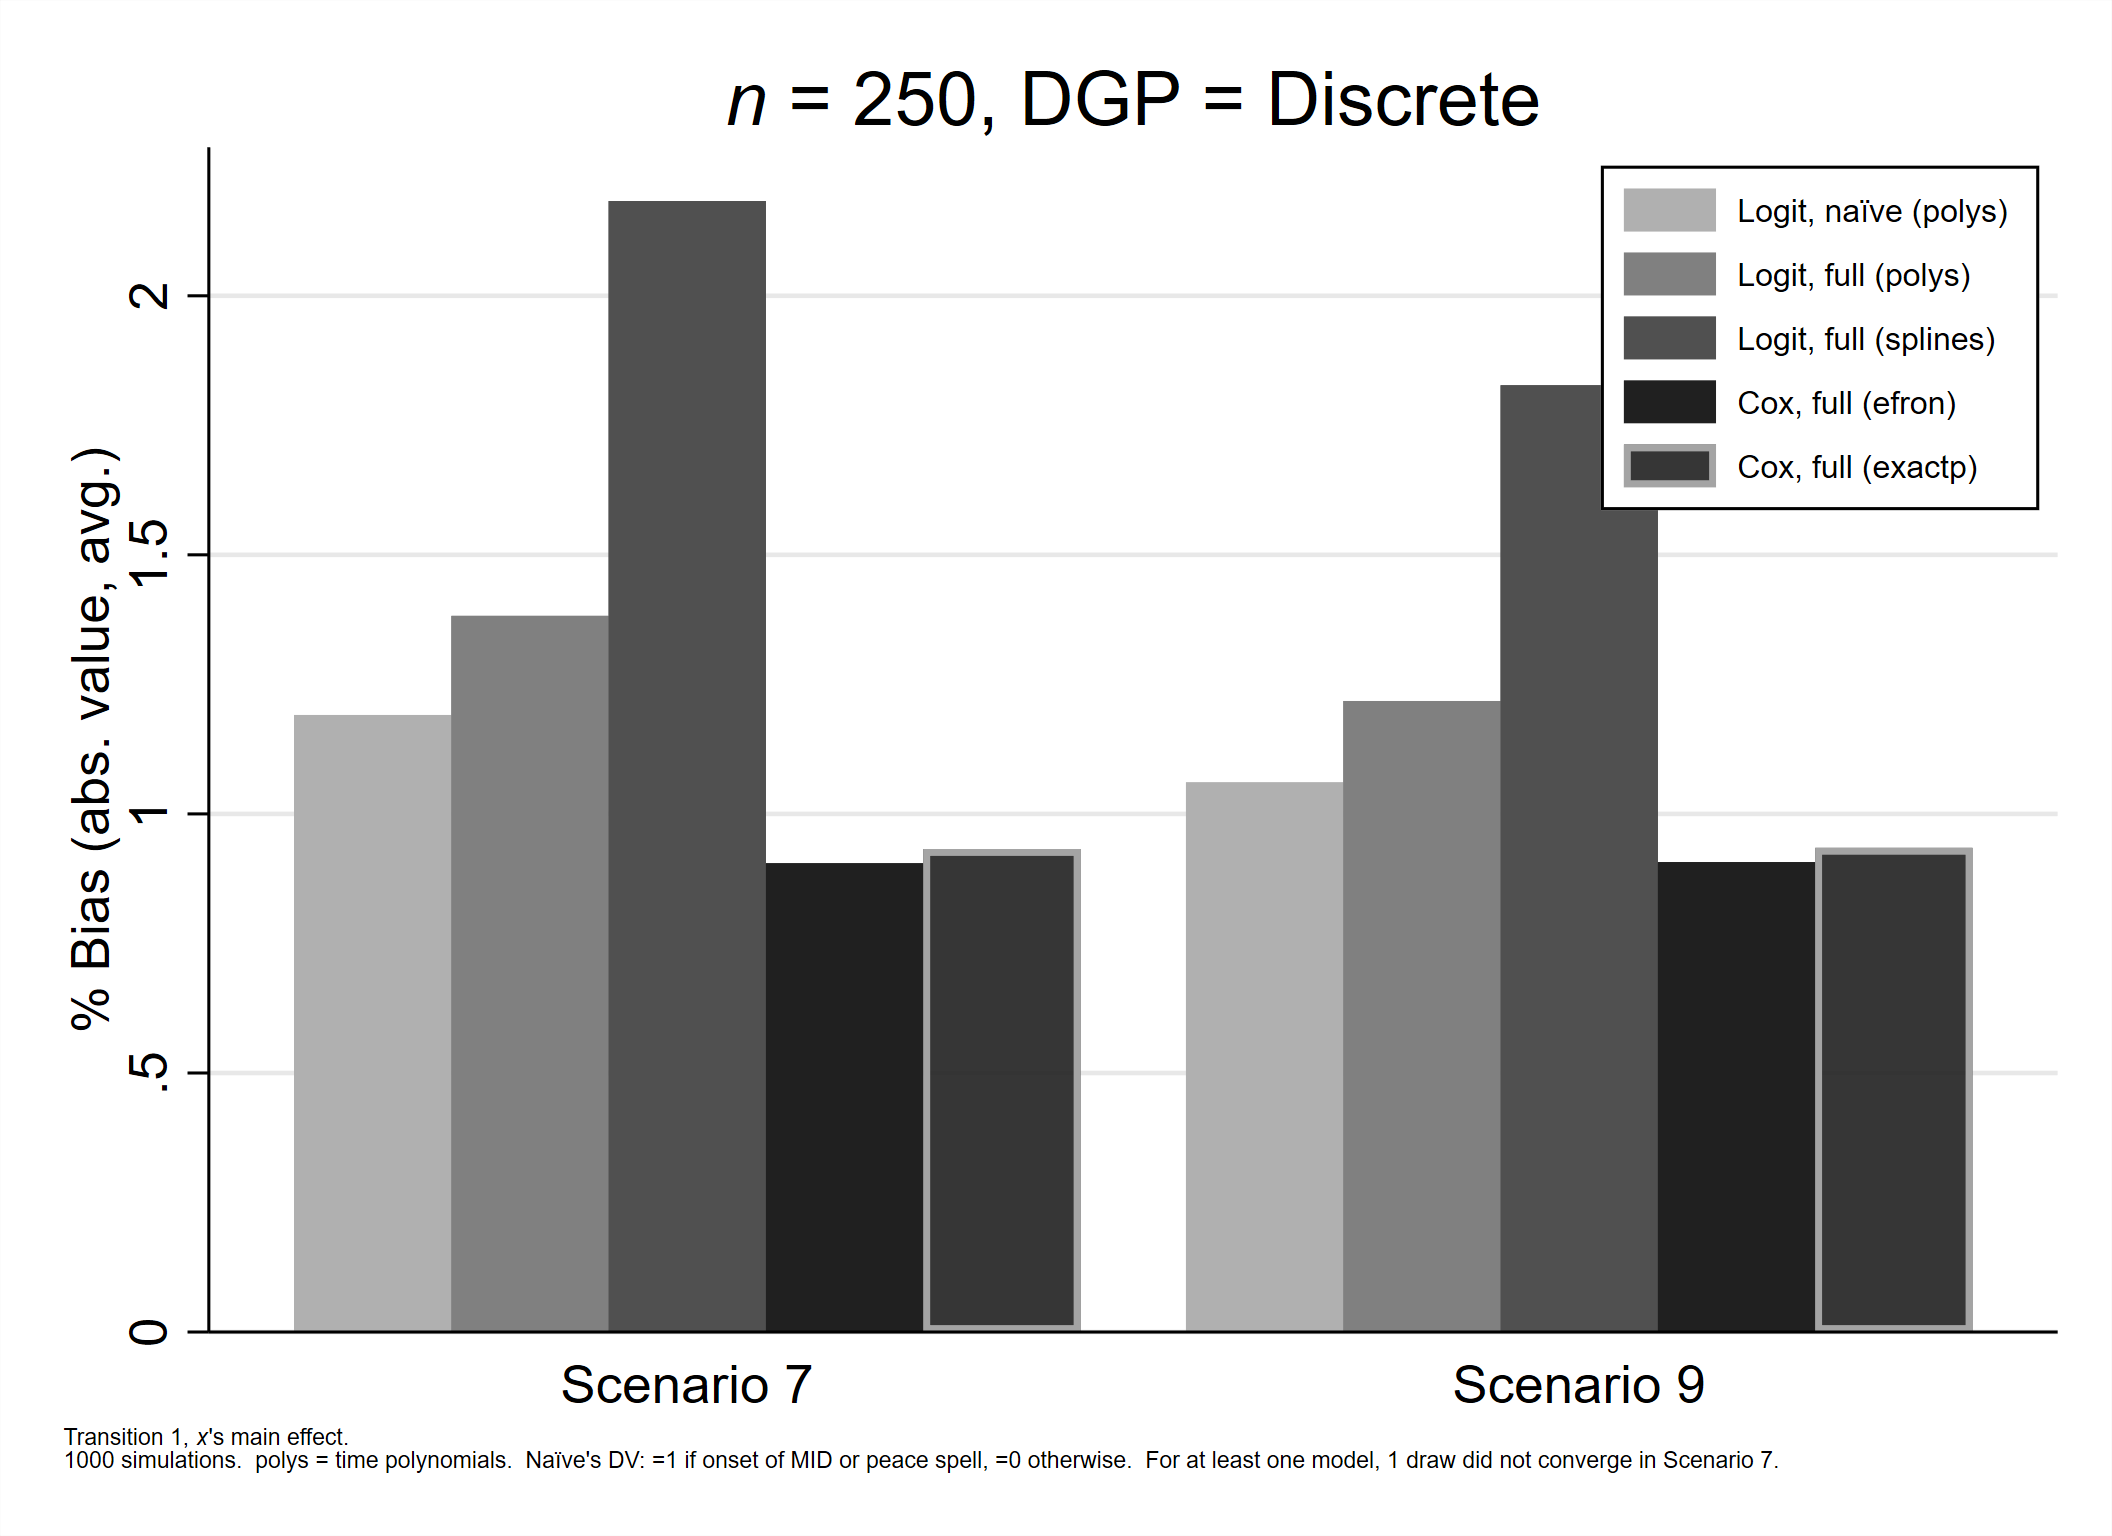 n = 250, DGP = Discrete
% Bias (abs. value, avg.)
2
1.5
1
.5
0
Logit, naïve (polys)
Logit, full (polys)
Logit, full (splines)
Cox, full (efron)
Cox, full (exactp)
Scenario 7
Scenario 9
Transition 1, x's main effect.
1000 simulations.  polys = time polynomials.  Naïve's DV: =1 if onset of MID or peace spell, =0 otherwise.  For at least one model, 1 draw did not converge in Scenario 7.